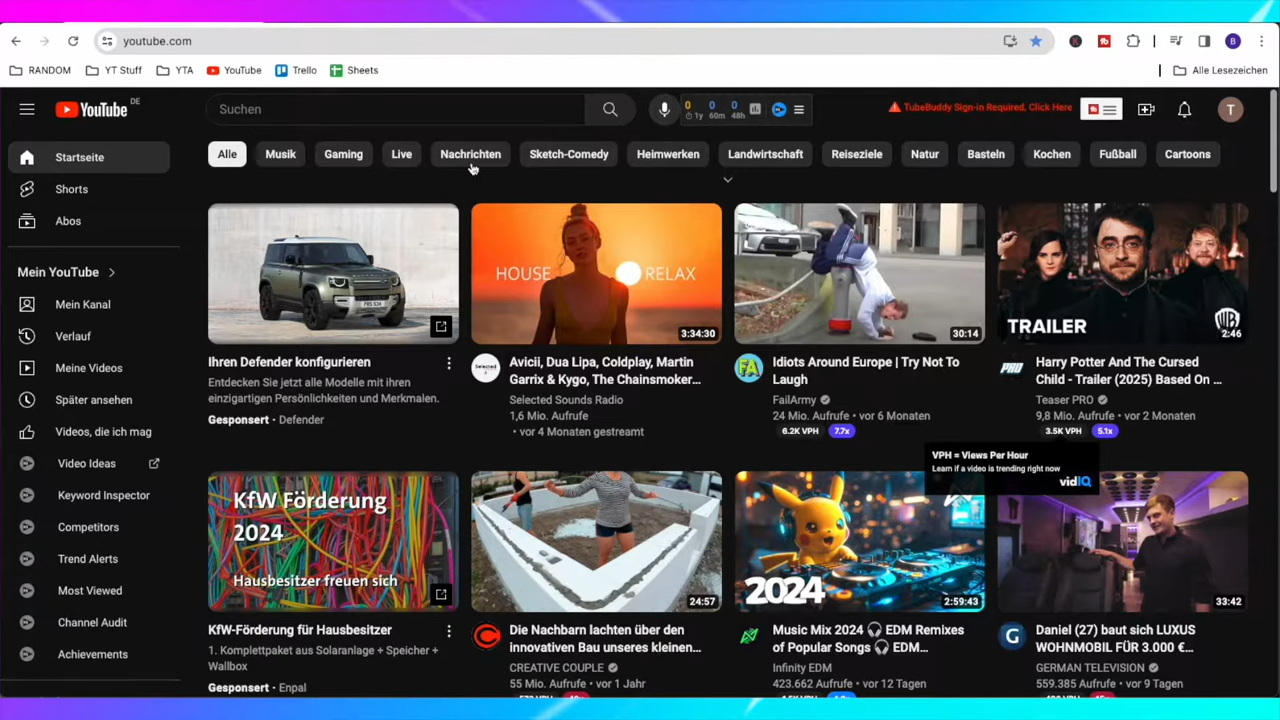 youtube.com
RANDOM
YT Stuff
YTA
YouTube
Trello
Sheets
Alle Lesezeichen
YouTube
DE
Suchen
0 0 0
1y 60m 48h
TubeBuddy Sign-in Required, Click Here
T
B
Startseite
Shorts
Abos
Mein YouTube
Mein Kanal
Verlauf
Meine Videos
Später ansehen
Videos, die ich mag
Video Ideas
Keyword Inspector
Competitors
Trend Alerts
Most Viewed
Channel Audit
Achievements
Alle
Musik
Gaming
Live
Nachrichten
Sketch-Comedy
Heimwerken
Landwirtschaft
Reiseziele
Natur
Basteln
Kochen
Fußball
Cartoons
Ihren Defender konfigurieren
Entdecken Sie jetzt alle Modelle mit ihren
einzigartigen Persönlichkeiten und Merkmalen.
Gesponsert • Defender
HOUSE RELAX
3:34:30
Avicii, Dua Lipa, Coldplay, Martin
Garrix & Kygo, The Chainsmoker...
Selected Sounds Radio
1,6 Mio. Aufrufe
• vor 4 Monaten gestreamt
30:14
FA
Idiots Around Europe | Try Not To
Laugh
FailArmy
24 Mio. Aufrufe • vor 6 Monaten
6.2K VPH 7.7x
TRAILER
2:46
PRO
Harry Potter And The Cursed
Child - Trailer (2025) Based On ...
Teaser PRO
9,8 Mio. Aufrufe • vor 2 Monaten
3.5K VPH 5.1x
VPH = Views Per Hour
Learn if a video is trending right now
vidIQ
KfW Förderung
2024
Hausbesitzer freuen sich
KfW-Förderung für Hausbesitzer
1. Komplettpaket aus Solaranlage + Speicher +
Wallbox
Gesponsert • Enpal
24:57
Die Nachbarn lachten über den
innovativen Bau unseres kleinen...
CREATIVE COUPLE
55 Mio. Aufrufe • vor 1 Jahr
2024
2:59:43
Music Mix 2024 🎧 EDM Remixes
of Popular Songs 🎧 EDM...
Infinity EDM
423.662 Aufrufe • vor 12 Tagen
33:42
G
Daniel (27) baut sich LUXUS
WOHNMOBIL FÜR 3.000 €...
GERMAN TELEVISION
559.385 Aufrufe • vor 9 Tagen